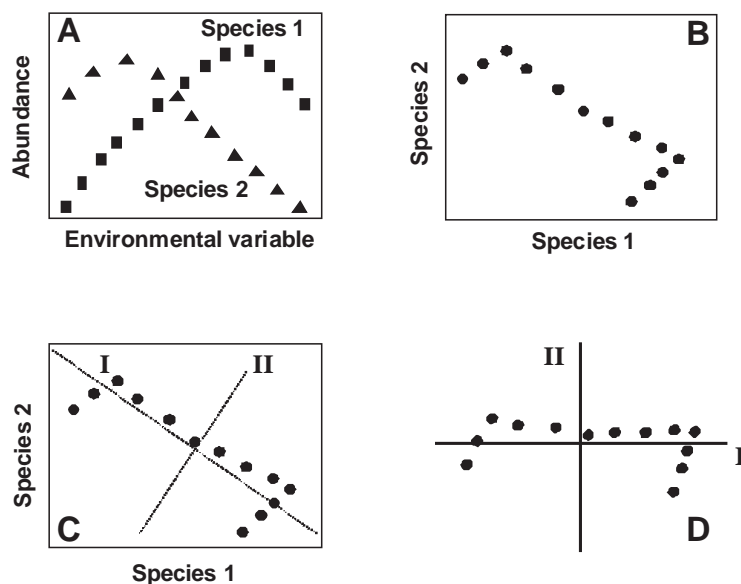 A
Species 1
Abundance
Species 2
Environmental variable
B
Species 2
Species 1
I
II
Species 2
C
Species 1
II
I
D